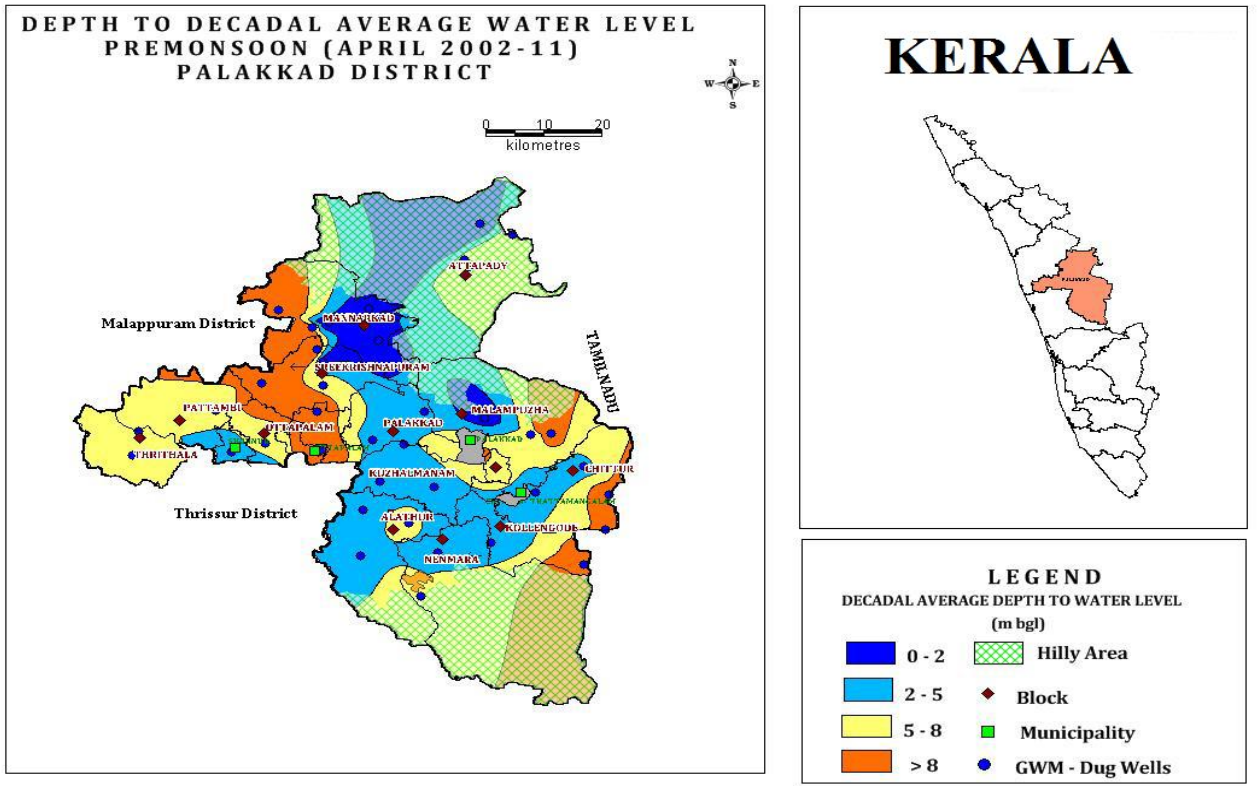 DEPTH TO DECADAL AVERAGE WATER LEVEL
PREMONSOON (APRIL 2002-11)
PALAKKAD DISTRICT
N
W E
S
0 10 20
kilometres
ATTAPADY
Malappuram District
MANNARKAD
TAMILNADU
SREEKRISHNAPURAM
PATTAMBI
MALAMPUZHA
OTTAPALAM
PALAKKAD
PALAKKAD
THRITHALA
KUZHALMANAM
CHITTUR
THATTAMANGALAM
Thrissur District
ALATHUR
KOLLENGODE
NENMARA
KERALA
LEGEND
DECADAL AVERAGE DEPTH TO WATER LEVEL
(m bgl)
0 - 2
Hilly Area
2 - 5
Block
5 - 8
Municipality
> 8
GWM - Dug Wells